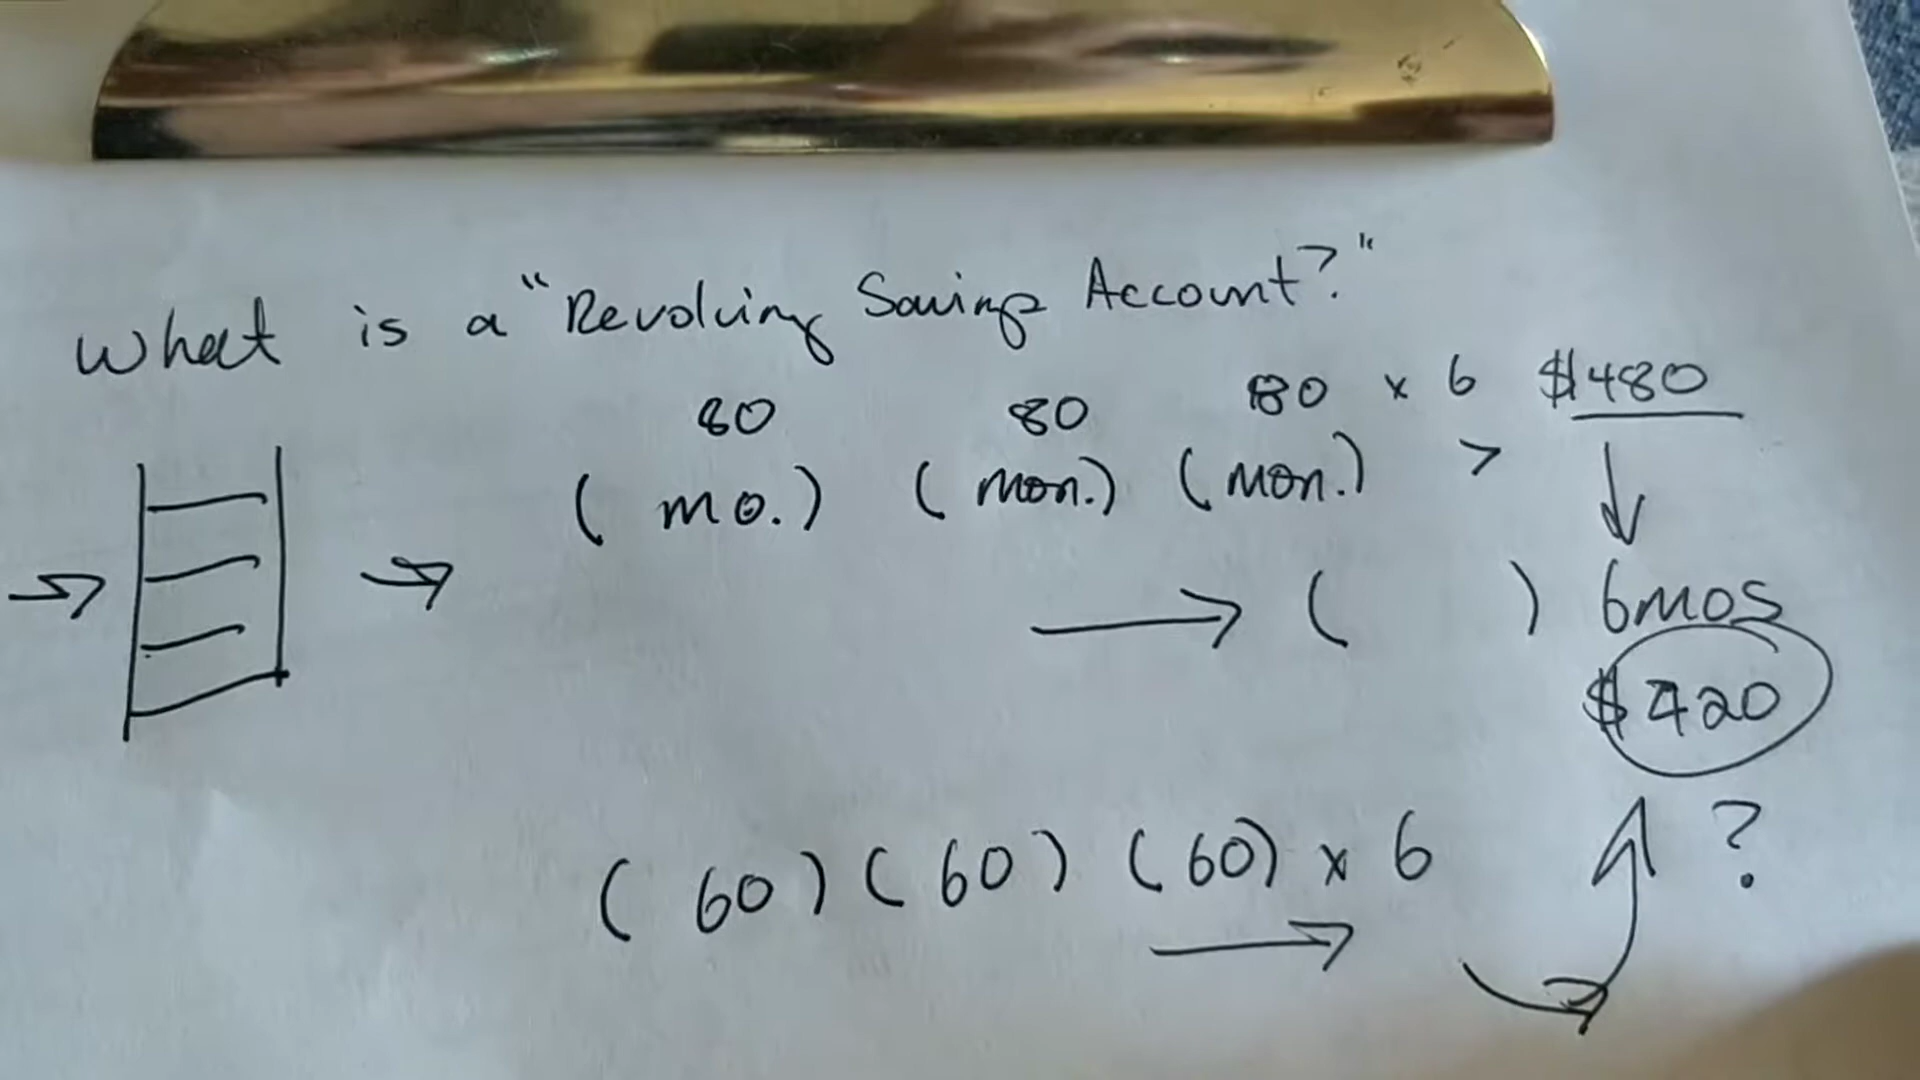 What is a "Revolving Savings Account?"
80 80 80 x 6 $480
( mo.) ( mon.) ( mon.) >
( ) 6mos
$420
( 60 ) ( 60 ) ( 60) x 6 ?